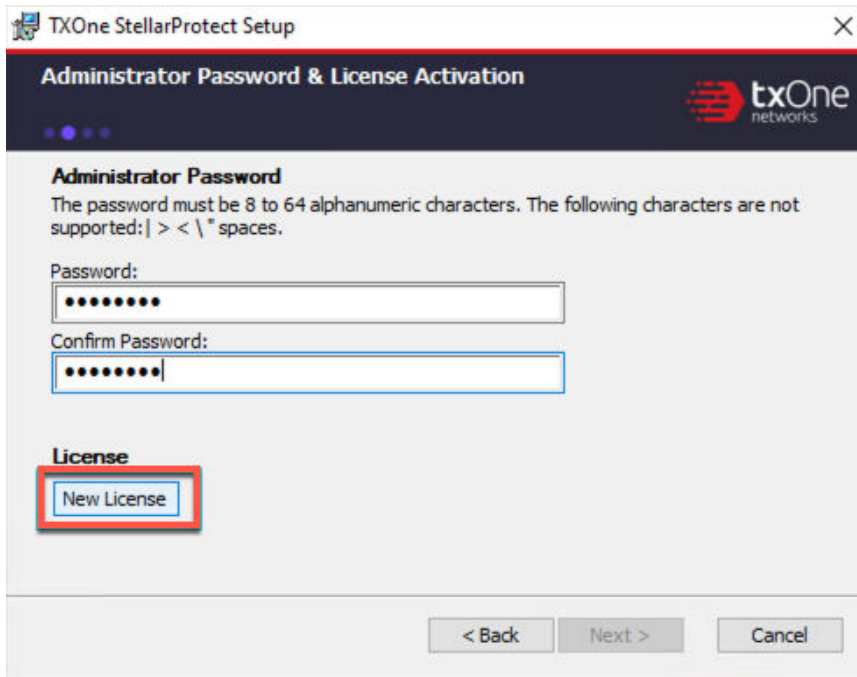 TXOne StellarProtect Setup
Administrator Password & License Activation
txOne
networks
Administrator Password
The password must be 8 to 64 alphanumeric characters. The following characters are not
supported:| > < \ " spaces.
Password:
••••••••
Confirm Password:
••••••••
License
New License
< Back Next > Cancel